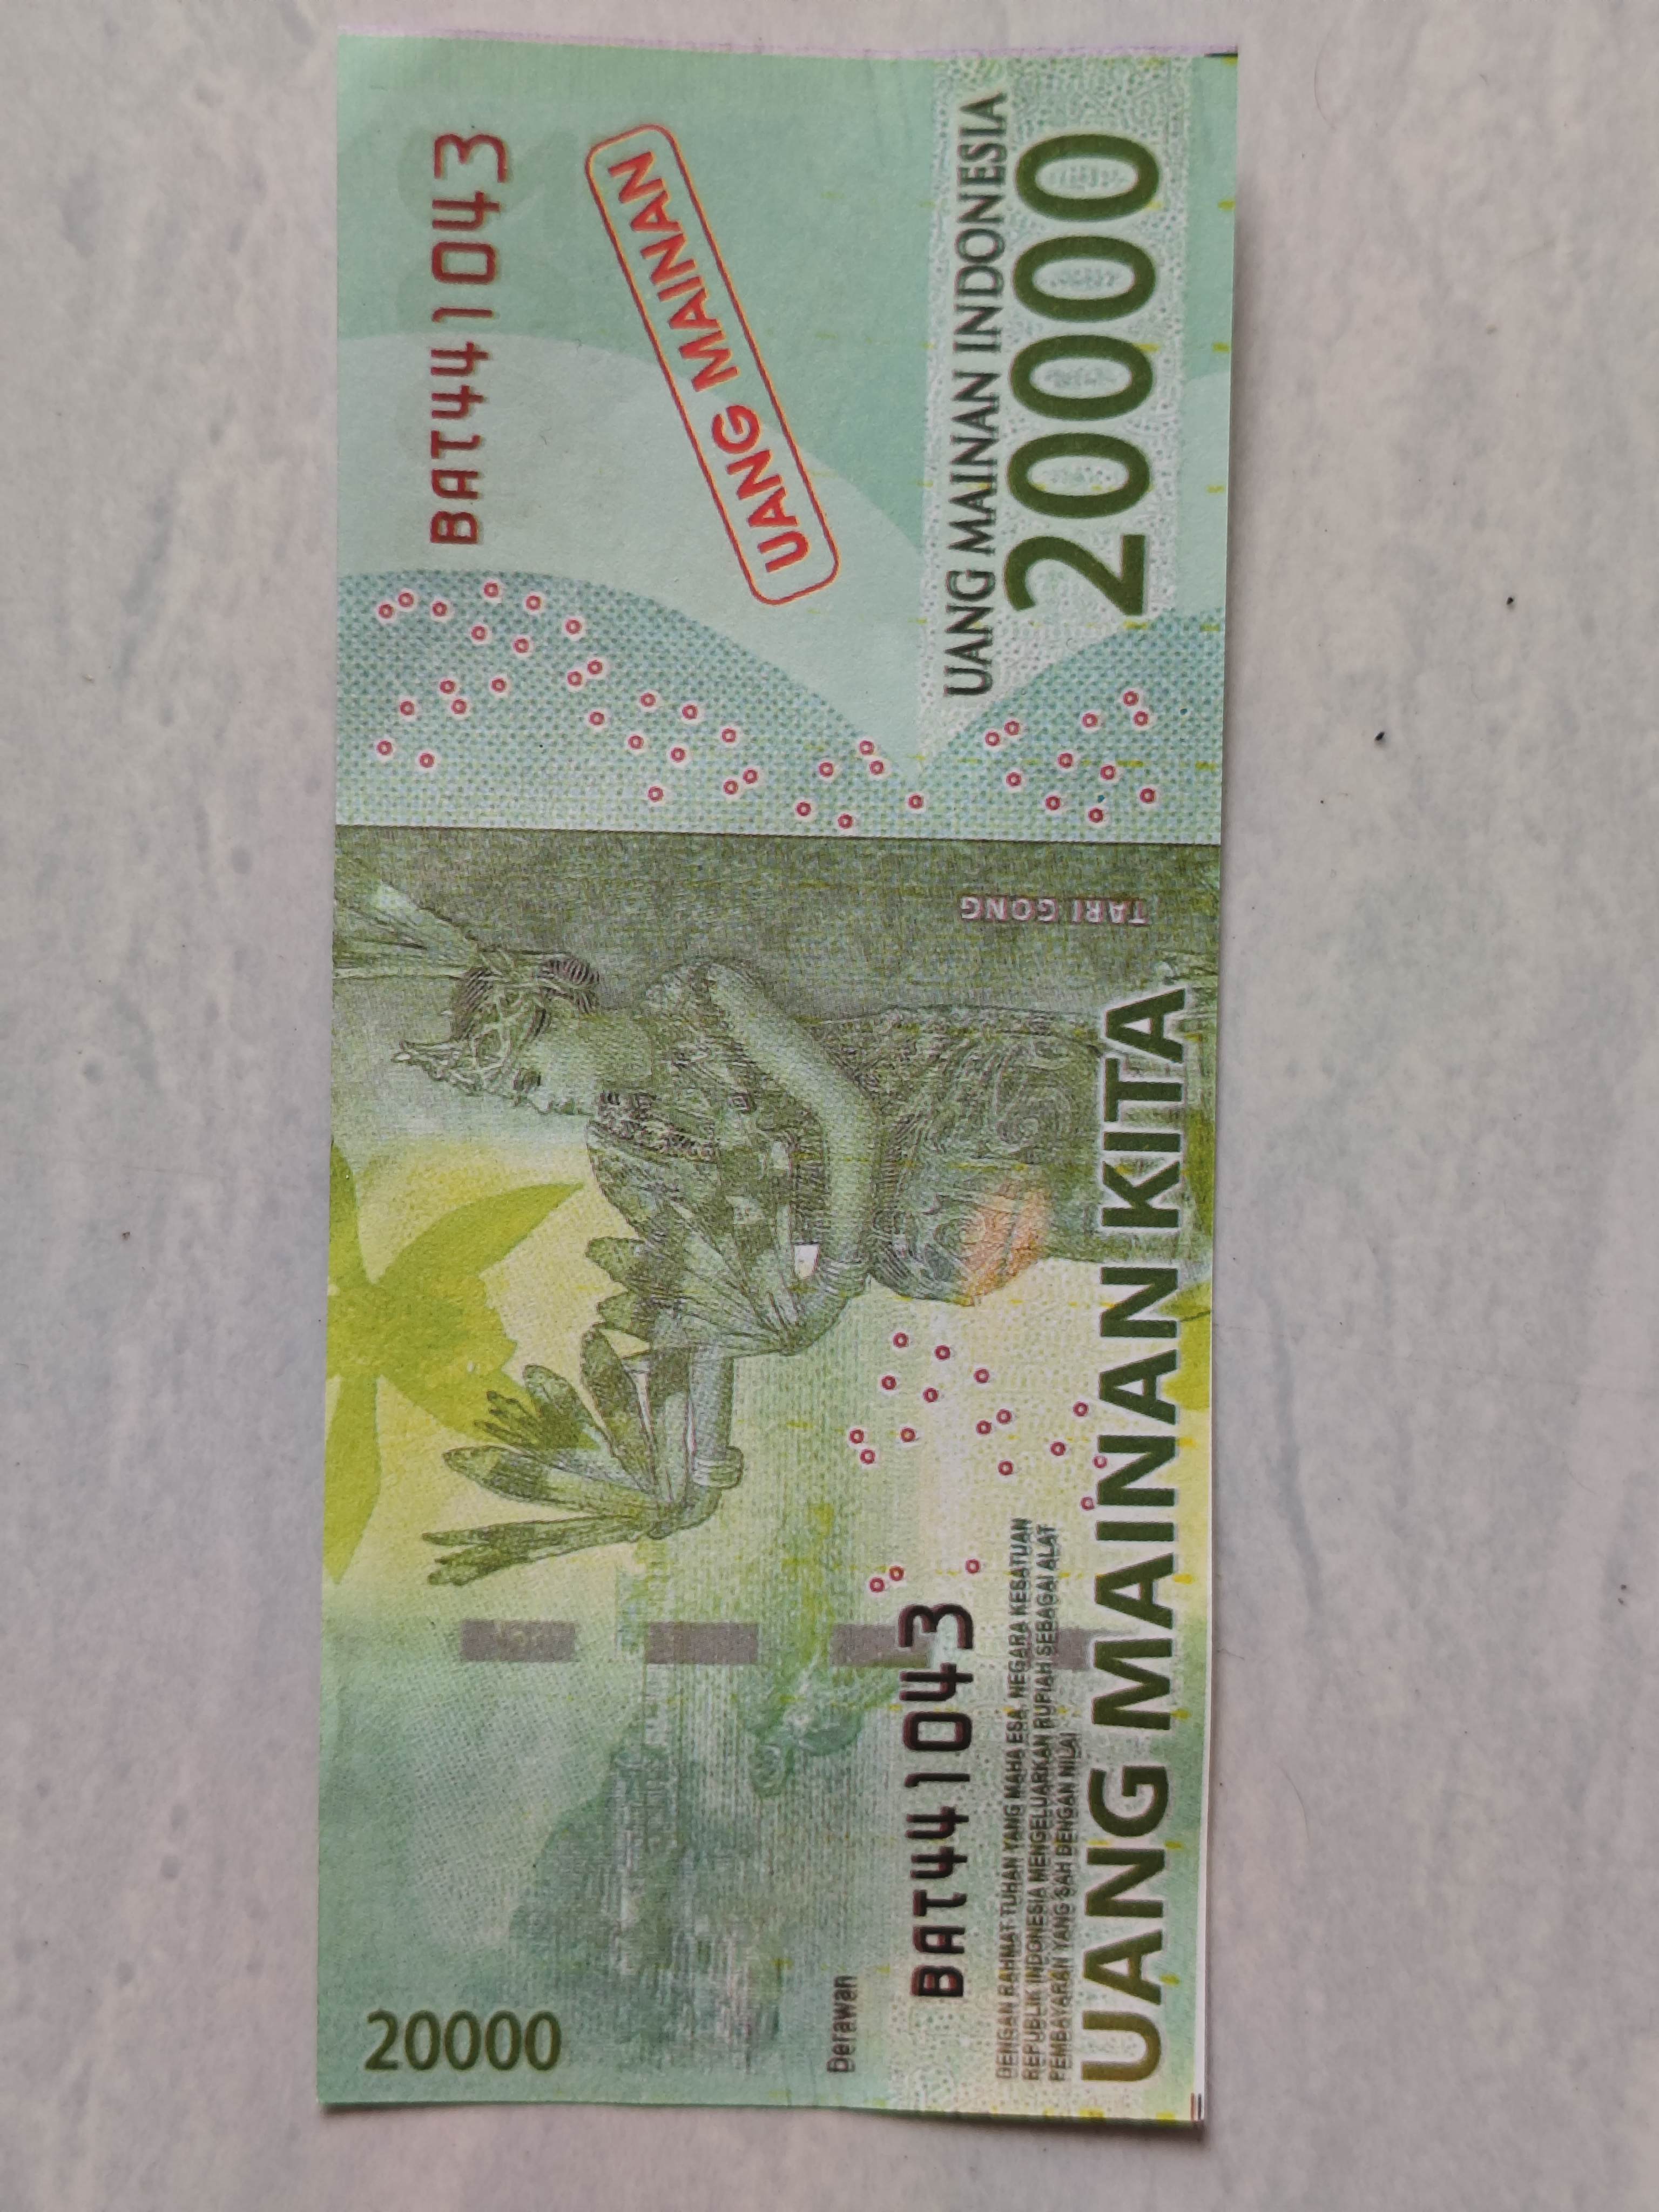 20000
Derawan
BAT441043
DENGAN RAHMAT TUHAN YANG MAHA ESA, NEGARA KESATUAN
REPUBLIK INDONESIA MENGELUARKAN RUPIAH SEBAGAI ALAT
PEMBAYARAN YANG SAH DENGAN NILAI
UANG MAINAN KITA
TARI GONG
BAT441043
UANG MAINAN
UANG MAINAN INDONESIA
20000